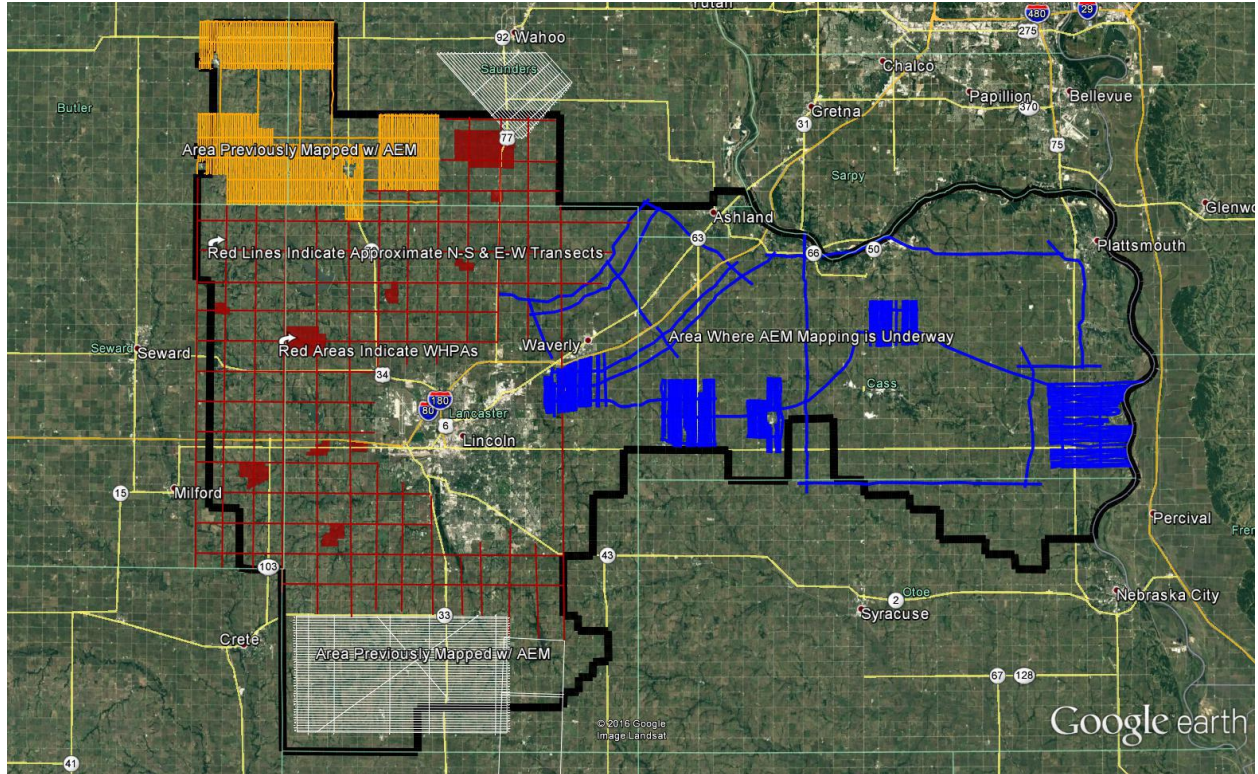 Yutan
480
29
92
Wahoo
275
Saunders
Chalco
Butler
Papillion
Bellevue
Gretna
370
31
77
75
Area Previously Mapped w/ AEM
Sarpy
Ashland
Glenwo
63
Plattsmouth
Red Lines Indicate Approximate N-S & E-W Transects
66
50
Waverly
Area Where AEM Mapping is Underway
Seward
Seward
Red Areas Indicate WHPAs
34
Cass
180
80
Lancaster
6
Lincoln
15
Milford
Percival
Fren
43
103
2
Otoe
Nebraska City
Syracuse
33
Crete
Area Previously Mapped w/ AEM
67
128
© 2016 Google
Image Landsat
Google earth
41